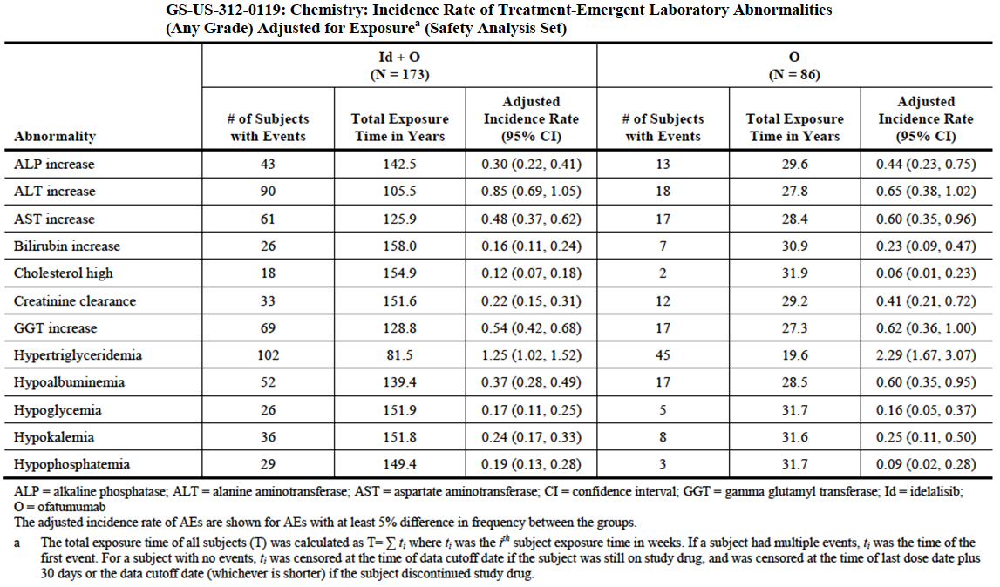 GS-US-312-0119: Chemistry: Incidence Rate of Treatment-Emergent Laboratory Abnormalities
(Any Grade) Adjusted for Exposureᵃ (Safety Analysis Set)
Id + O
(N = 173)
O
(N = 86)
Abnormality
# of Subjects
with Events
Total Exposure
Time in Years
Adjusted
Incidence Rate
(95% CI)
# of Subjects
with Events
Total Exposure
Time in Years
Adjusted
Incidence Rate
(95% CI)
ALP increase 43 142.5 0.30 (0.22, 0.41) 13 29.6 0.44 (0.23, 0.75)
ALT increase 90 105.5 0.85 (0.69, 1.05) 18 27.8 0.65 (0.38, 1.02)
AST increase 61 125.9 0.48 (0.37, 0.62) 17 28.4 0.60 (0.35, 0.96)
Bilirubin increase 26 158.0 0.16 (0.11, 0.24) 7 30.9 0.23 (0.09, 0.47)
Cholesterol high 18 154.9 0.12 (0.07, 0.18) 2 31.9 0.06 (0.01, 0.23)
Creatinine clearance 33 151.6 0.22 (0.15, 0.31) 12 29.2 0.41 (0.21, 0.72)
GGT increase 69 128.8 0.54 (0.42, 0.68) 17 27.3 0.62 (0.36, 1.00)
Hypertriglyceridemia 102 81.5 1.25 (1.02, 1.52) 45 19.6 2.29 (1.67, 3.07)
Hypoalbuminemia 52 139.4 0.37 (0.28, 0.49) 17 28.5 0.60 (0.35, 0.95)
Hypoglycemia 26 151.9 0.17 (0.11, 0.25) 5 31.7 0.16 (0.05, 0.37)
Hypokalemia 36 151.8 0.24 (0.17, 0.33) 8 31.6 0.25 (0.11, 0.50)
Hypophosphatemia 29 149.4 0.19 (0.13, 0.28) 3 31.7 0.09 (0.02, 0.28)
ALP = alkaline phosphatase; ALT = alanine aminotransferase; AST = aspartate aminotransferase; CI = confidence interval; GGT = gamma glutamyl transferase; Id = idelalisib;
O = ofatumumab
The adjusted incidence rate of AEs are shown for AEs with at least 5% difference in frequency between the groups.
a The total exposure time of all subjects (T) was calculated as T= ∑ tᵢ where tᵢ was the iᵗʰ subject exposure time in weeks. If a subject had multiple events, tᵢ was the time of the
first event. For a subject with no events, tᵢ was censored at the time of data cutoff date if the subject was still on study drug, and was censored at the time of last dose date plus
30 days or the data cutoff date (whichever is shorter) if the subject discontinued study drug.